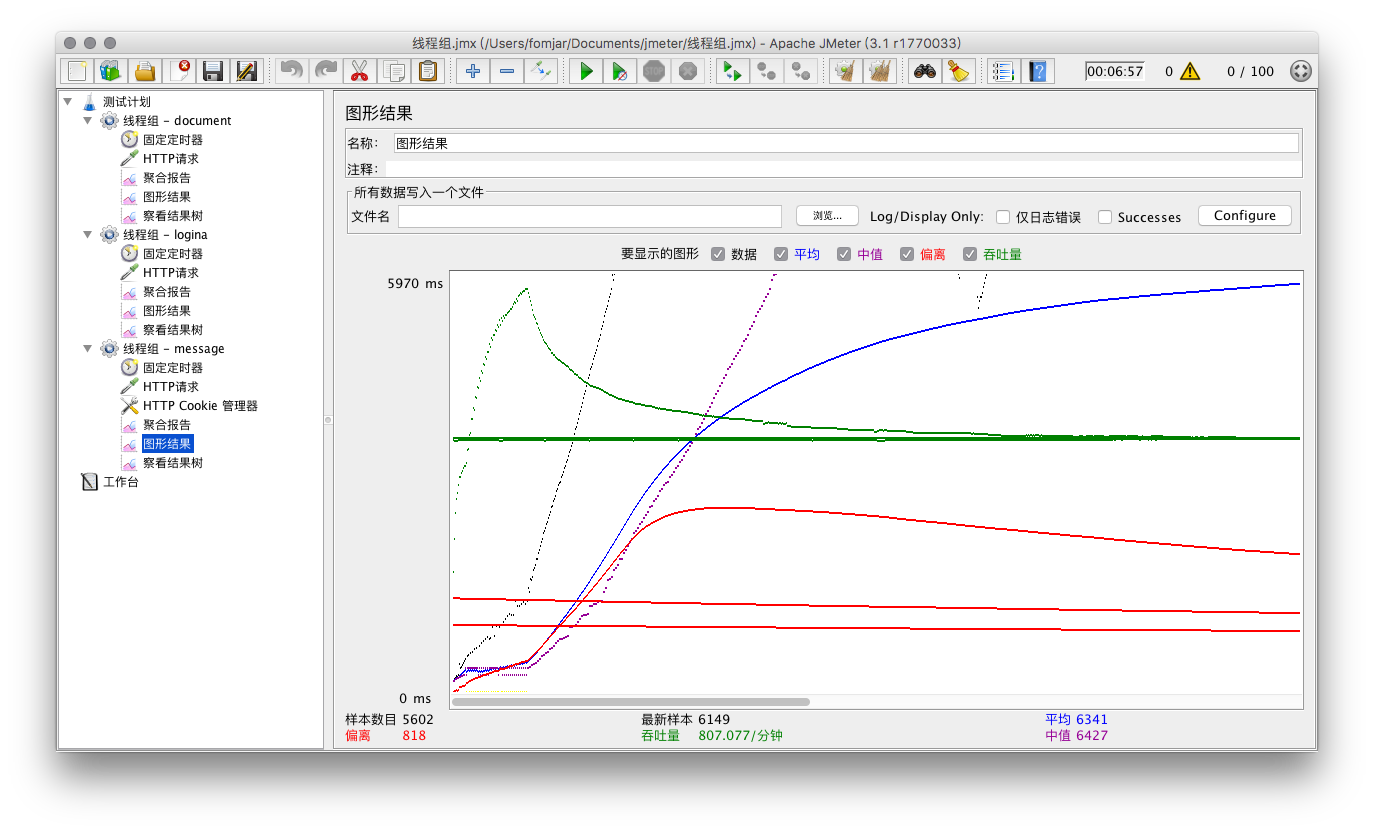 线程组.jmx (/Users/fomjar/Documents/jmeter/线程组.jmx) - Apache JMeter (3.1 r1770033)
STOP
00:06:57 0 0 / 100
测试计划
线程组 - document
固定定时器
HTTP请求
聚合报告
图形结果
察看结果树
线程组 - logina
固定定时器
HTTP请求
聚合报告
图形结果
察看结果树
线程组 - message
固定定时器
HTTP请求
HTTP Cookie 管理器
聚合报告
图形结果
察看结果树
工作台
图形结果
名称： 图形结果
注释：
所有数据写入一个文件
文件名 浏览... Log/Display Only: 仅日志错误 Successes Configure
要显示的图形 数据 平均 中值 偏离 吞吐量
5970 ms
0 ms
样本数目 5602 最新样本 6149 平均 6341
偏离 818 吞吐量 807.077/分钟 中值 6427